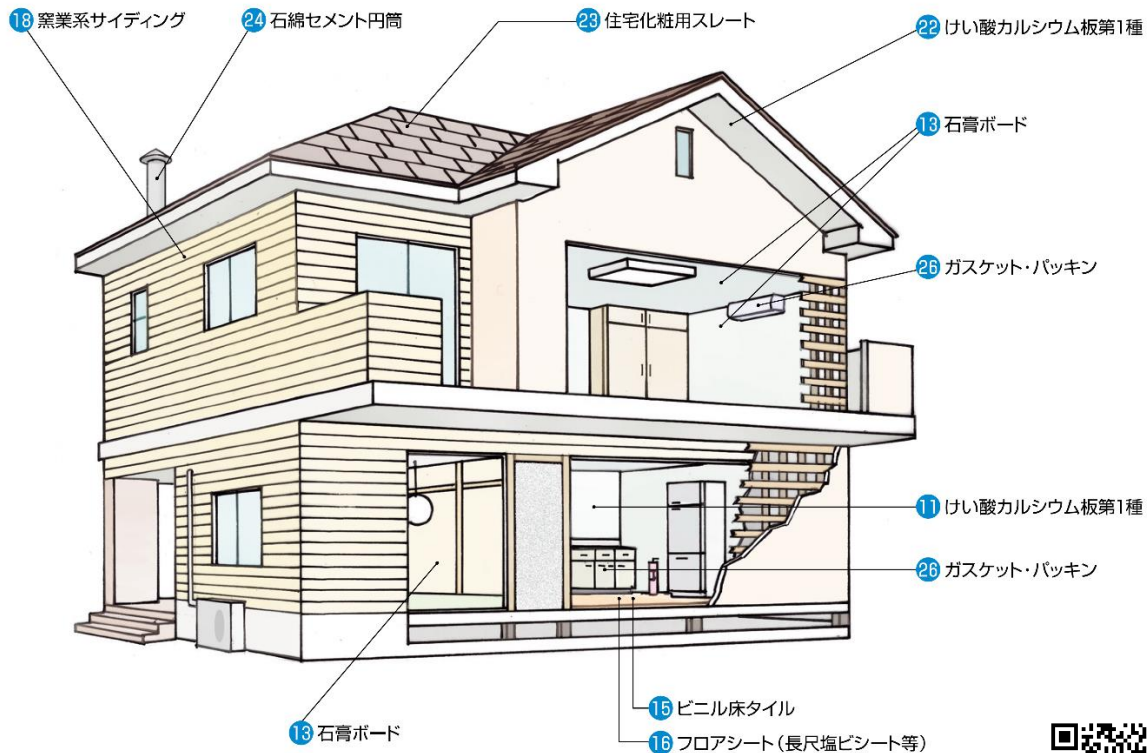 18 窯業系サイディング
24 石綿セメント円筒
23 住宅化粧用スレート
22 けい酸カルシウム板第1種
13 石膏ボード
26 ガスケット・パッキン
11 けい酸カルシウム板第1種
26 ガスケット・パッキン
15 ビニル床タイル
13 石膏ボード
16 フロアシート（長尺塩ビシート等）